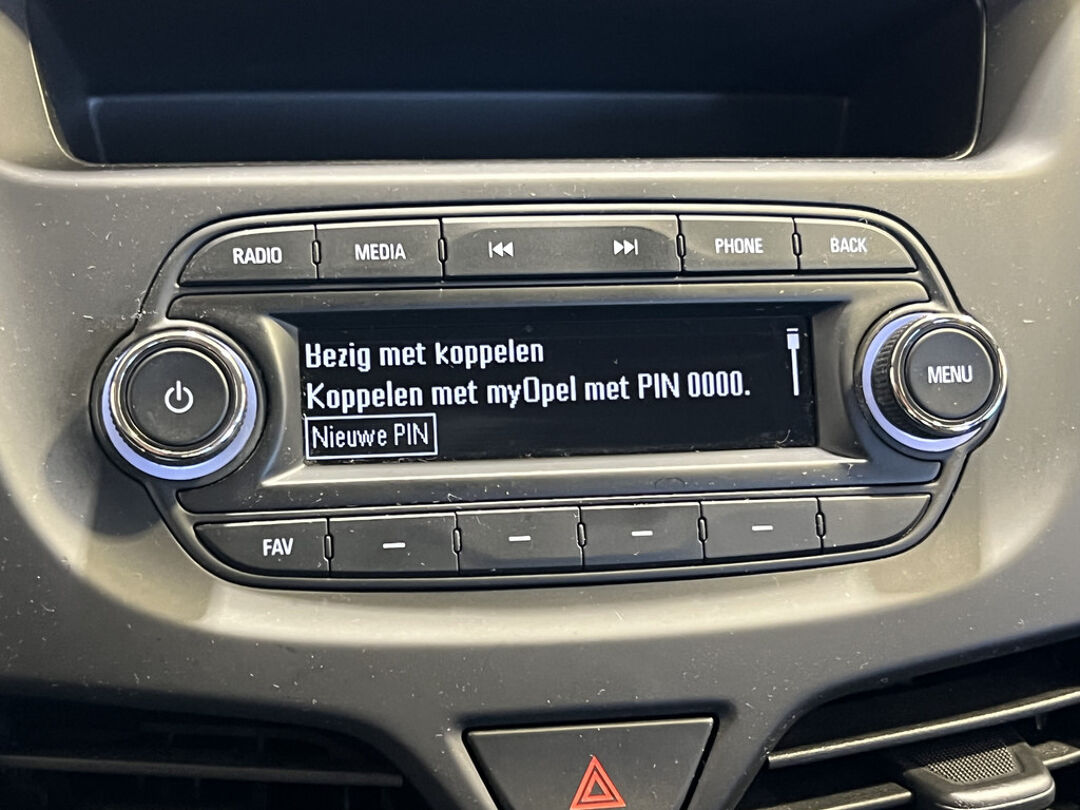 RADIO
MEDIA
PHONE
BACK
Bezig met koppelen
Koppelen met myOpel met PIN 0000.
Nieuwe PIN
MENU
FAV